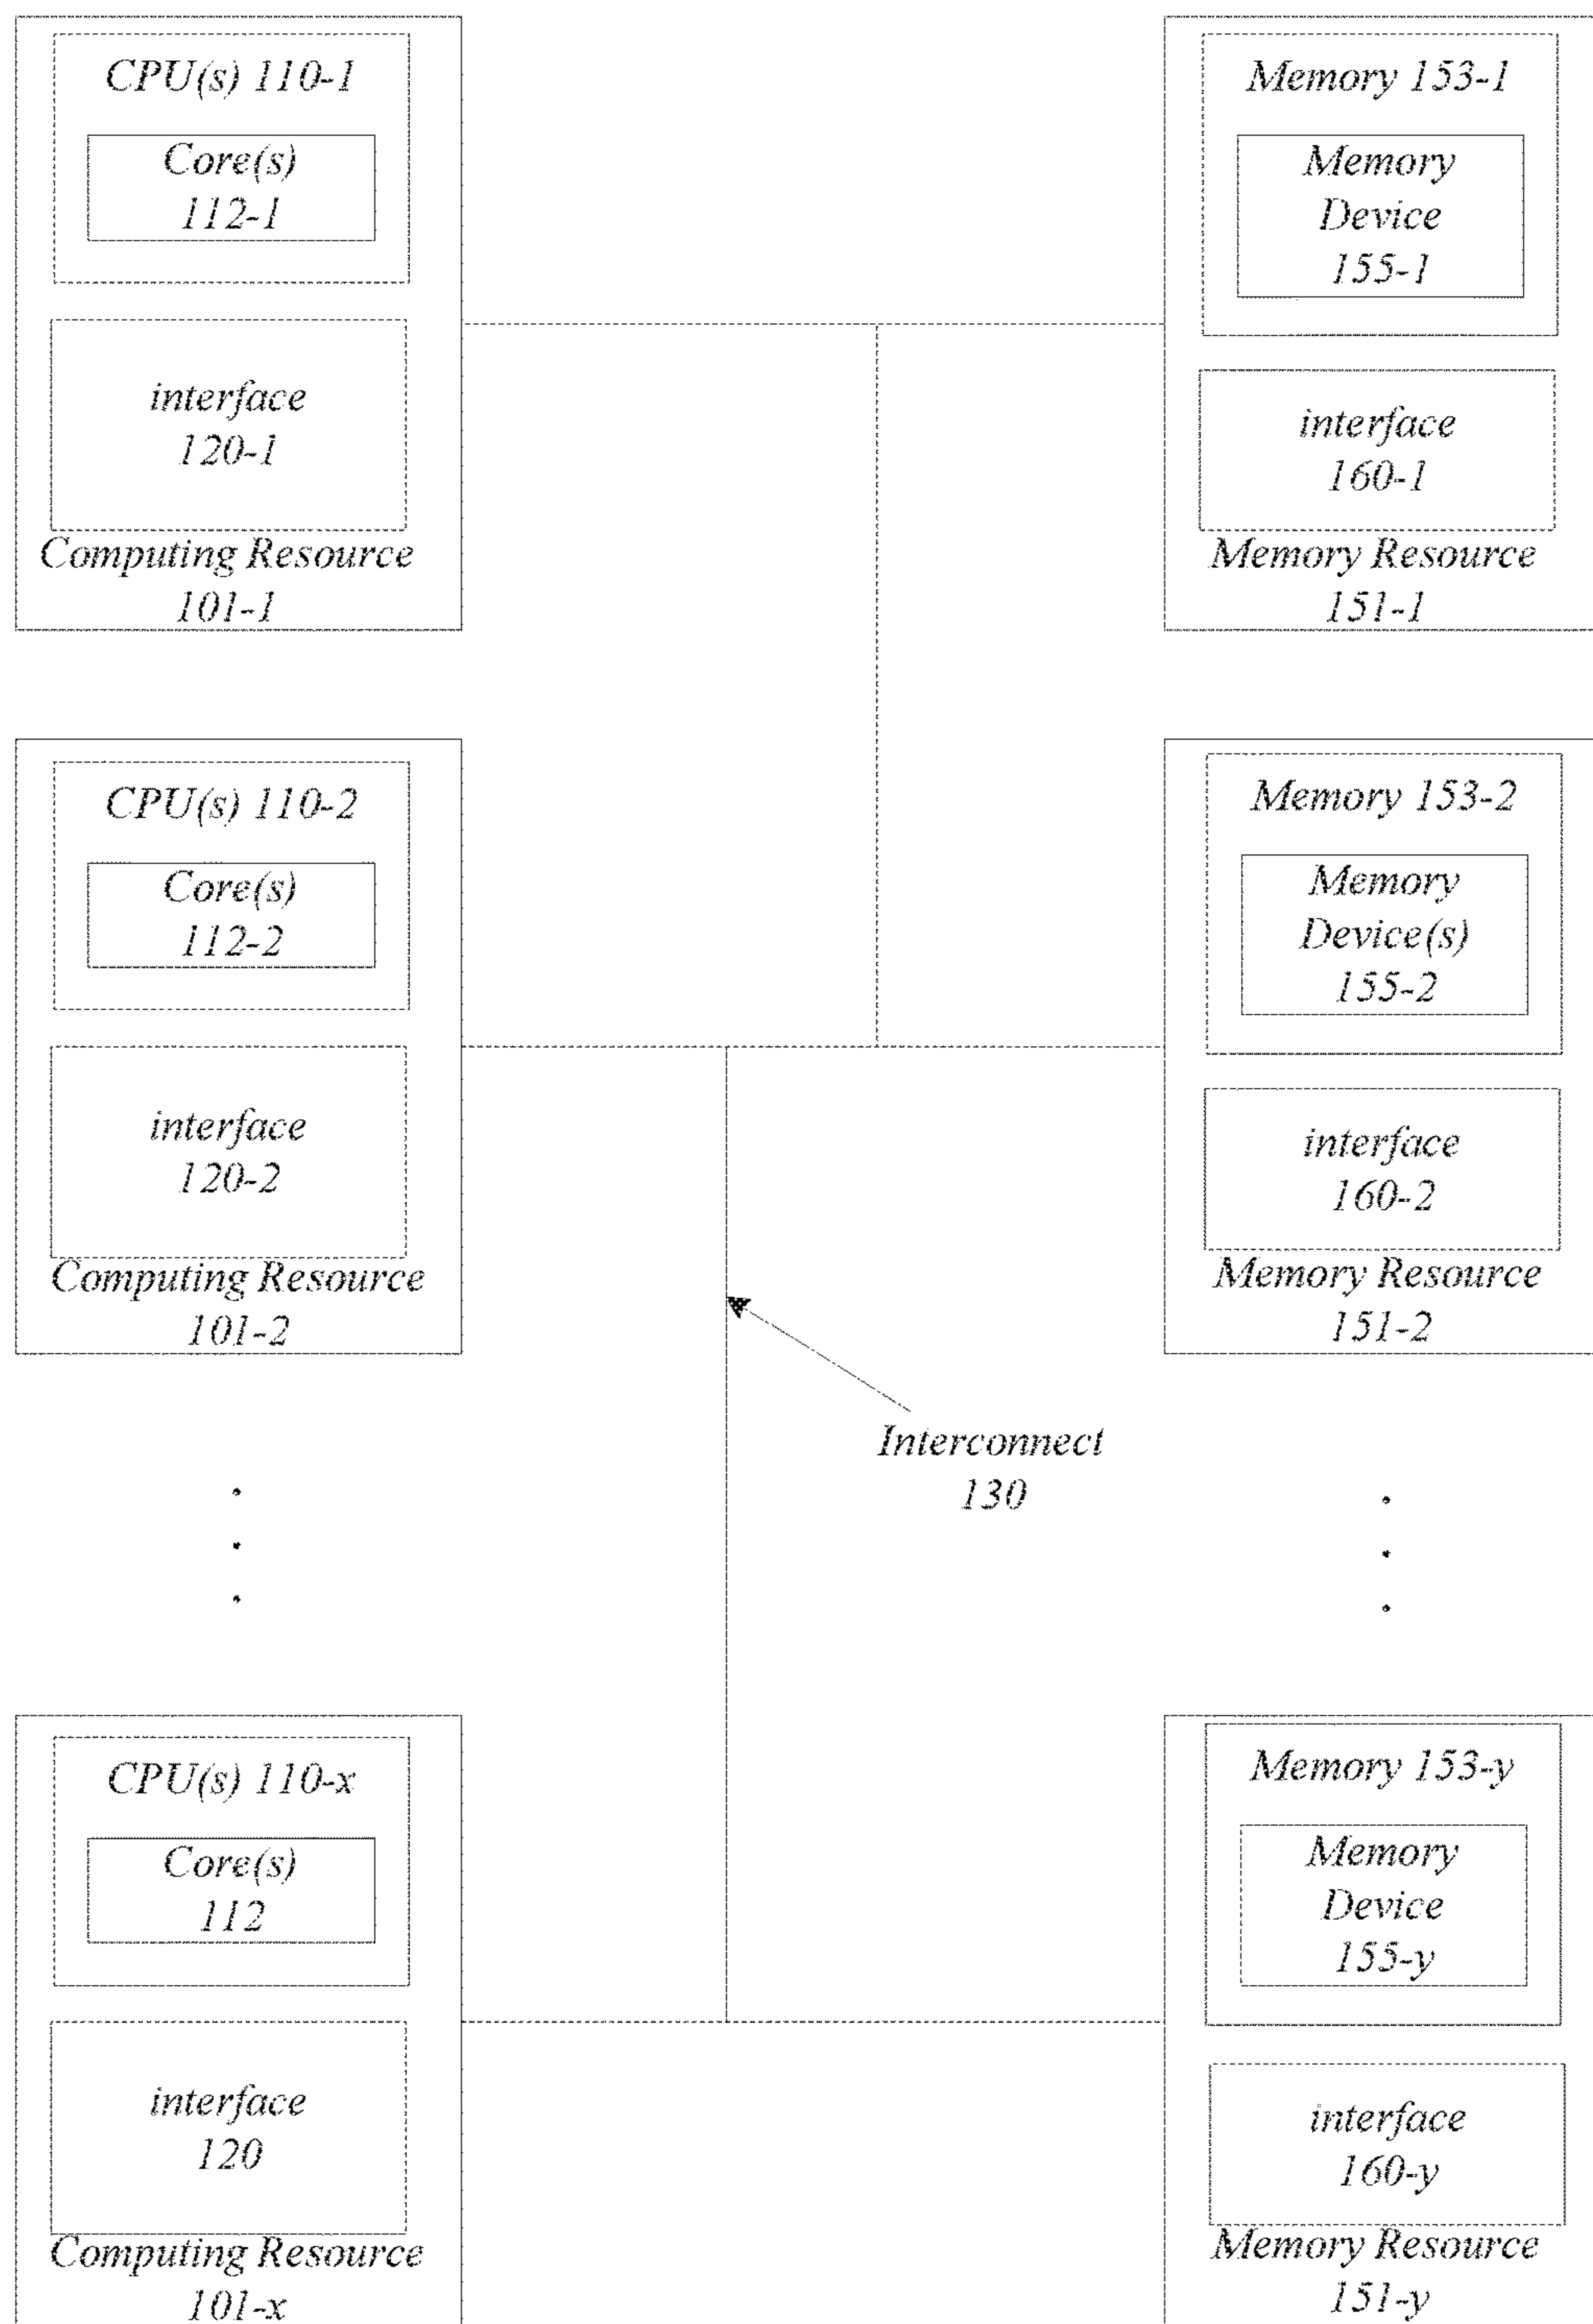 CPU(s) 110-1
Core(s)
112-1
interface
120-1
Computing Resource
101-1
Memory 153-1
Memory
Device
155-1
interface
160-1
Memory Resource
151-1
CPU(s) 110-2
Core(s)
112-2
interface
120-2
Computing Resource
101-2
Memory 153-2
Memory
Device(s)
155-2
interface
160-2
Memory Resource
151-2
Interconnect
130
CPU(s) 110-x
Core(s)
112
interface
120
Computing Resource
101-x
Memory 153-y
Memory
Device
155-y
interface
160-y
Memory Resource
151-y